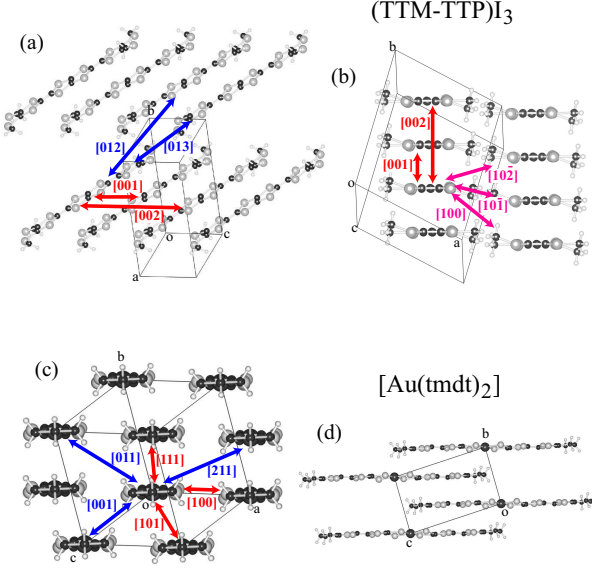 (TTM-TTP)I₃
(a)
b
[012]
[013]
[001]
[002]
o
c
a
(b)
b
[002]
[001]
[102̄]
[101̄]
[100]
o
c
a
(c)
b
[011]
[111]
[211]
[001]
o
[100]
a
[101]
c
[Au(tmdt)₂]
(d)
b
o
c